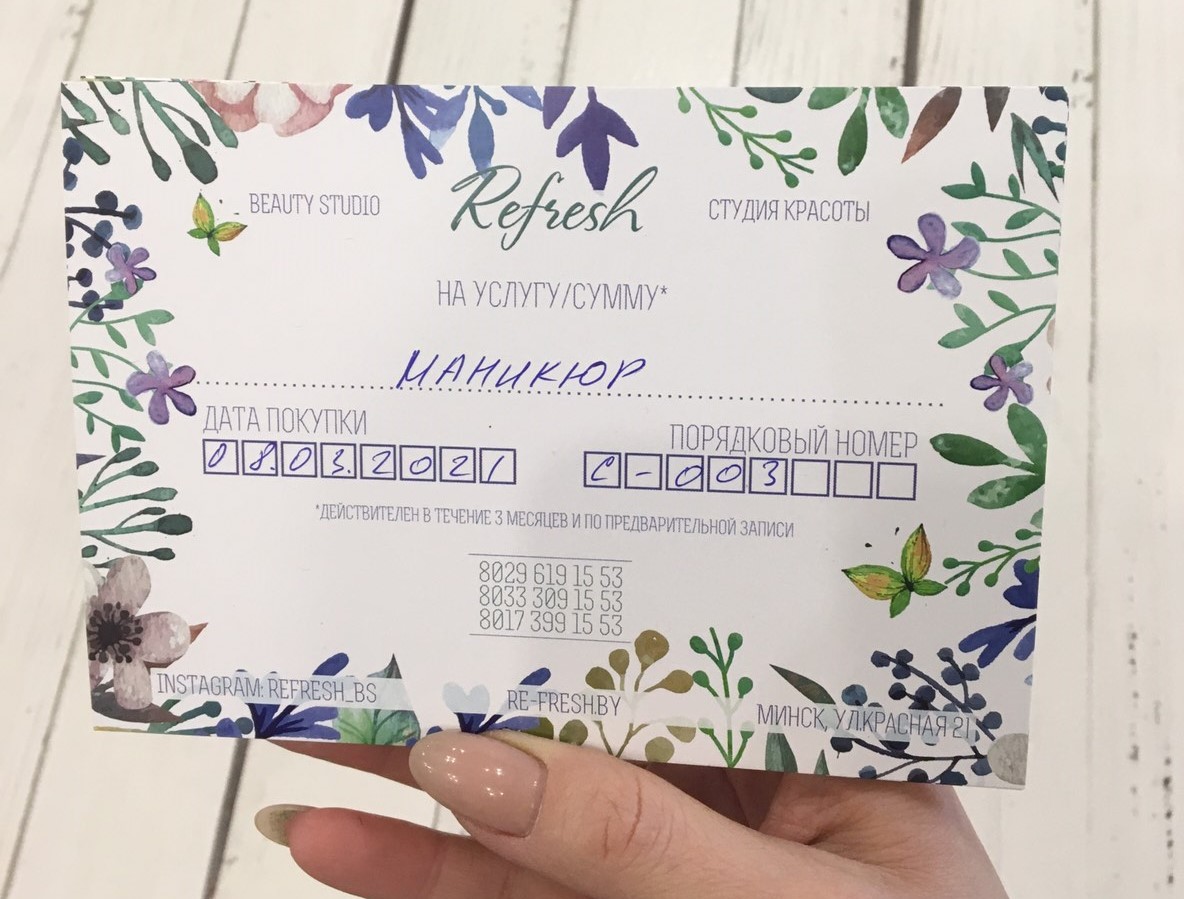 BEAUTY STUDIO Refresh СТУДИЯ КРАСОТЫ
НА УСЛУГУ/СУММУ*
МАНИКЮР
ДАТА ПОКУПКИ
ПОРЯДКОВЫЙ НОМЕР
08.03.2021
С-003
*ДЕЙСТВИТЕЛЕН В ТЕЧЕНИЕ 3 МЕСЯЦЕВ И ПО ПРЕДВАРИТЕЛЬНОЙ ЗАПИСИ
8029 619 15 53
8033 309 15 53
8017 399 15 53
INSTAGRAM: REFRESH_BS
RE-FRESH.BY
МИНСК, УЛ.КРАСНАЯ 21